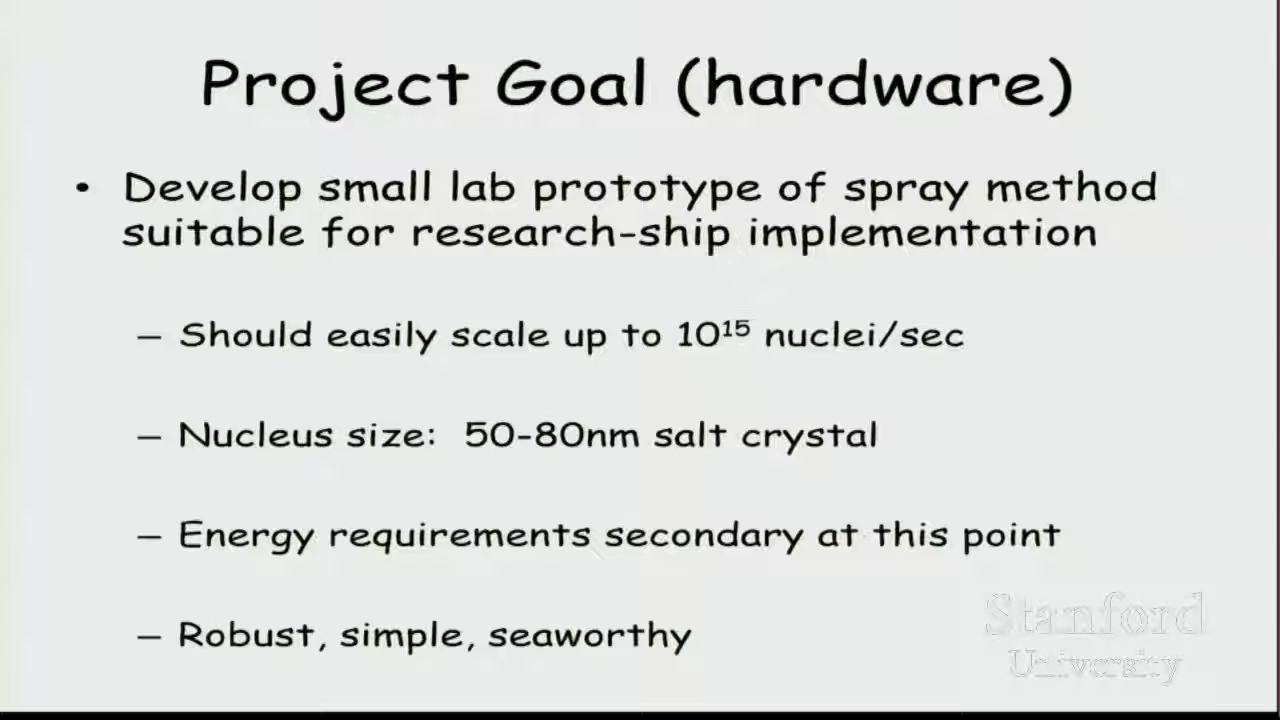 Project Goal (hardware)
• Develop small lab prototype of spray method
suitable for research-ship implementation
– Should easily scale up to 10¹⁵ nuclei/sec
– Nucleus size: 50-80nm salt crystal
– Energy requirements secondary at this point
– Robust, simple, seaworthy
Stanford
University